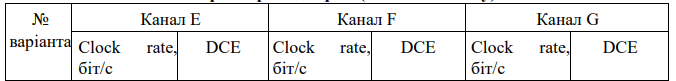 № варіанта Канал E Канал F Канал G
Clock rate, біт/с DCE Clock rate, біт/с DCE Clock rate, біт/с DCE